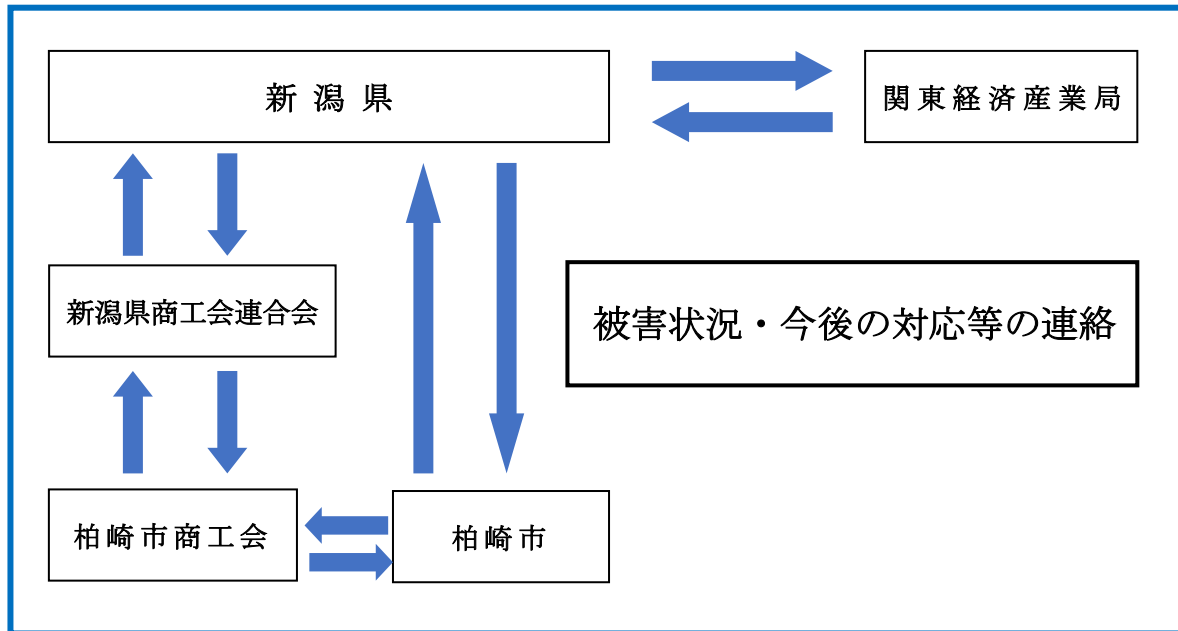 新潟県
関東経済産業局
新潟県商工会連合会
被害状況・今後の対応等の連絡
柏崎市商工会
柏崎市